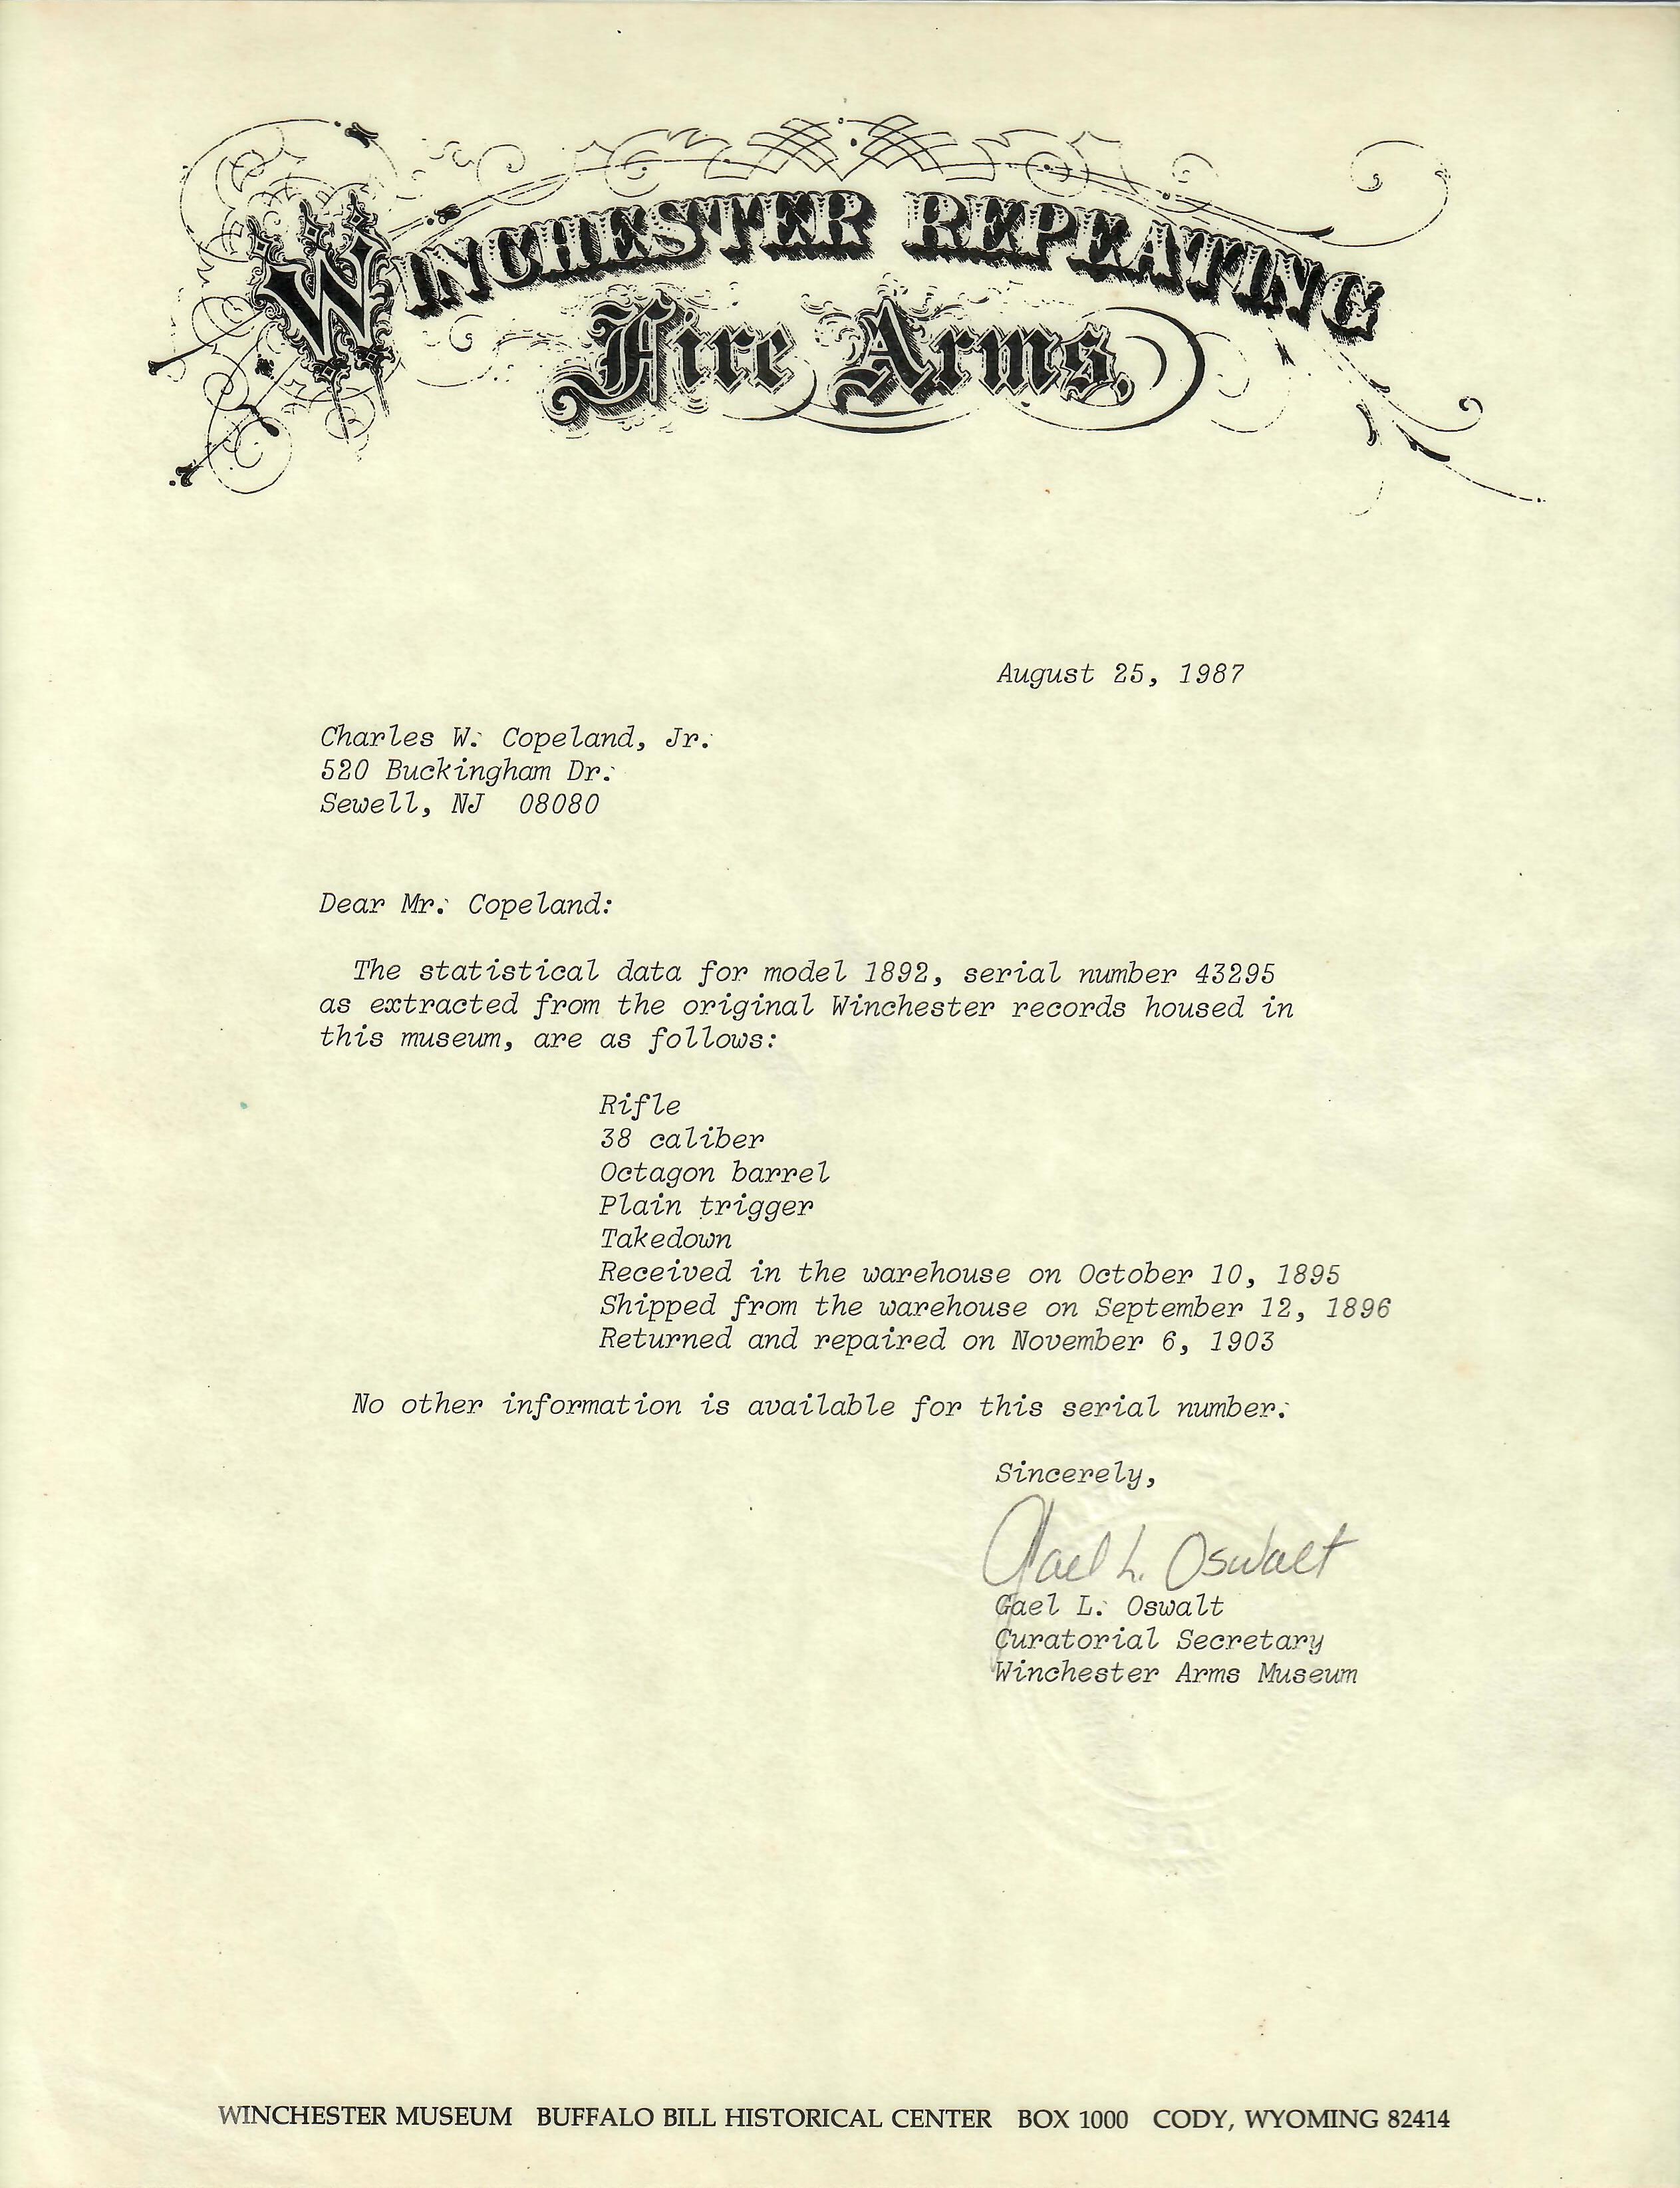 WINCHESTER REPEATING
Fire Arms,
August 25, 1987
Charles W. Copeland, Jr.
520 Buckingham Dr.
Sewell, NJ 08080
Dear Mr. Copeland:
The statistical data for model 1892, serial number 43295
as extracted from the original Winchester records housed in
this museum, are as follows:
Rifle
38 caliber
Octagon barrel
Plain trigger
Takedown
Received in the warehouse on October 10, 1895
Shipped from the warehouse on September 12, 1896
Returned and repaired on November 6, 1903
No other information is available for this serial number.
Sincerely,
Gael L. Oswalt
Gael L. Oswalt
Curatorial Secretary
Winchester Arms Museum
WINCHESTER MUSEUM BUFFALO BILL HISTORICAL CENTER BOX 1000 CODY, WYOMING 82414